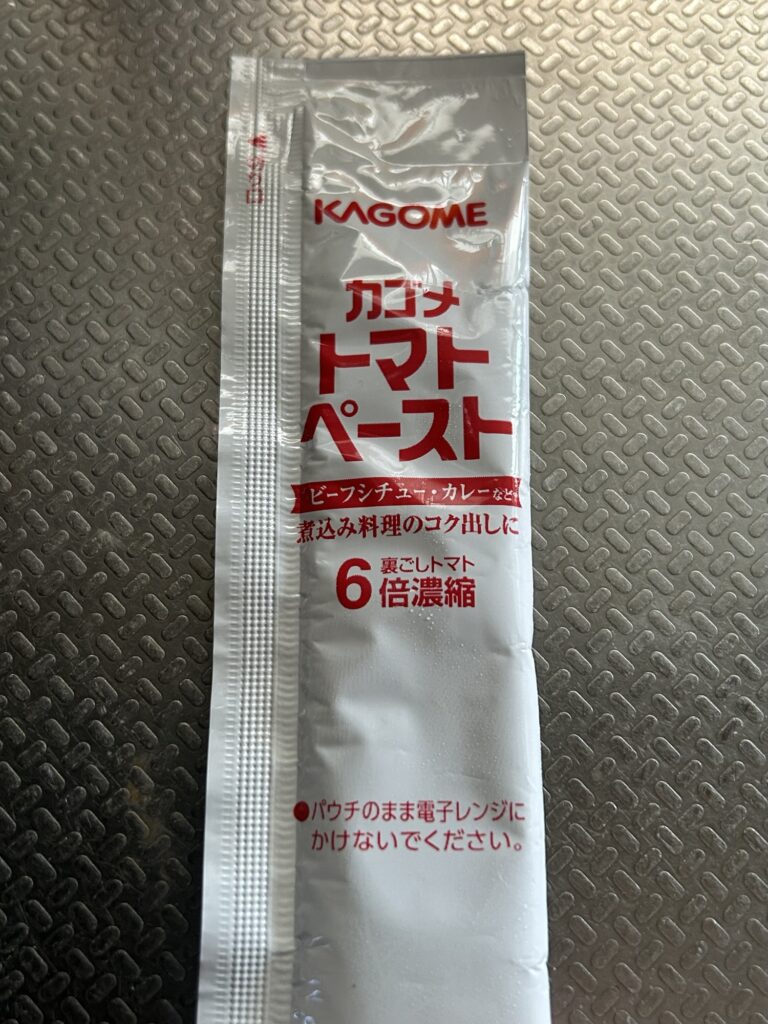 KAGOME
カゴメ
トマト
ペースト
ビーフシチュー・カレーなど
煮込み料理のコク出しに
裏ごしトマト
6倍濃縮
●パウチのまま電子レンジに
かけないでください。